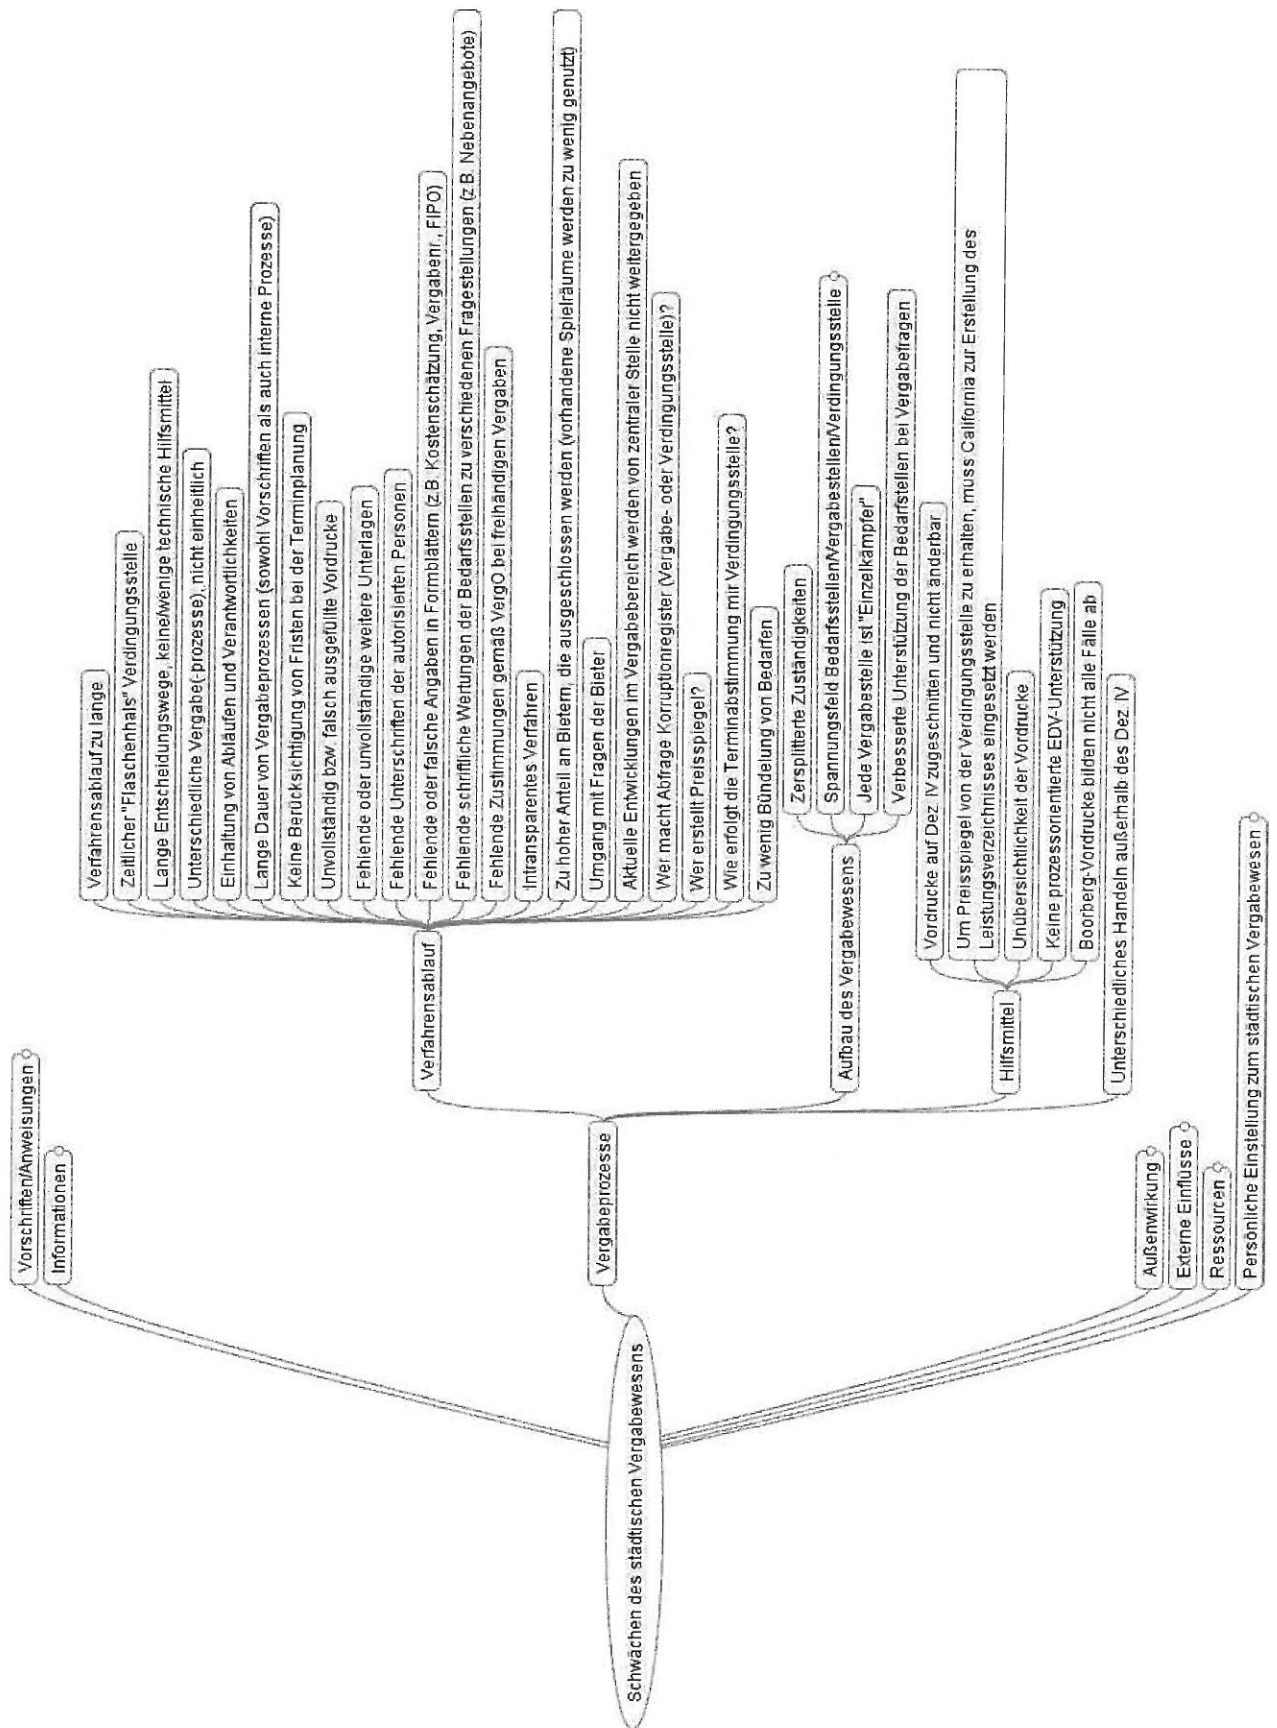 Schwächen des städtischen Vergabewesens
Vorschriften/Anweisungen
Informationen
Vergabeprozesse
Verfahrensablauf
Verfahrensablauf zu lange
Zeitlicher "Flaschenhals" Verdingungsstelle
Lange Entscheidungswege, keine/wenige technische Hilfsmittel
Unterschiedliche Vergabe(-prozesse), nicht einheitlich
Einhaltung von Abläufen und Verantwortlichkeiten
Lange Dauer von Vergabeprozessen (sowohl Vorschriften als auch interne Prozesse)
Keine Berücksichtigung von Fristen bei der Terminplanung
Unvollständig bzw. falsch ausgefüllte Vordrucke
Fehlende oder unvollständige weitere Unterlagen
Fehlende Unterschriften der autorisierten Personen
Fehlende oder falsche Angaben in Formblättern (z.B. Kostenschätzung, Vergabenr., FIPO)
Fehlende schriftliche Wertungen der Bedarfsstellen zu verschiedenen Fragestellungen (z.B. Nebenangebote)
Fehlende Zustimmungen gemäß VergO bei freihändigen Vergaben
Intransparentes Verfahren
Zu hoher Anteil an Bietern, die ausgeschlossen werden (vorhandene Spielräume werden zu wenig genutzt)
Umgang mit Fragen der Bieter
Aktuelle Entwicklungen im Vergabebereich werden von zentraler Stelle nicht weitergegeben
Wer macht Abfrage Korruptionregister (Vergabe- oder Verdingungsstelle)?
Wer erstellt Preisspiegel?
Wie erfolgt die Terminabstimmung mir Verdingungsstelle?
Zu wenig Bündelung von Bedarfen
Aufbau des Vergabewesens
Zersplitterte Zuständigkeiten
Spannungsfeld Bedarfsstellen/Vergabestellen/Verdingungsstelle
Jede Vergabestelle ist "Einzelkämpfer"
Verbesserte Unterstützung der Bedarfstellen bei Vergabefragen
Hilfsmittel
Vordrucke auf Dez. IV zugeschnitten und nicht änderbar
Um Preisspiegel von der Verdingungsstelle zu erhalten, muss California zur Erstellung des
Leistungsverzeichnisses eingesetzt werden
Unübersichtlichkeit der Vordrucke
Keine prozessorientierte EDV-Unterstützung
Boorberg-Vordrucke bilden nicht alle Fälle ab
Unterschiedliches Handeln außerhalb des Dez. IV
Außenwirkung
Externe Einflüsse
Ressourcen
Persönliche Einstellung zum städtischen Vergabewesen